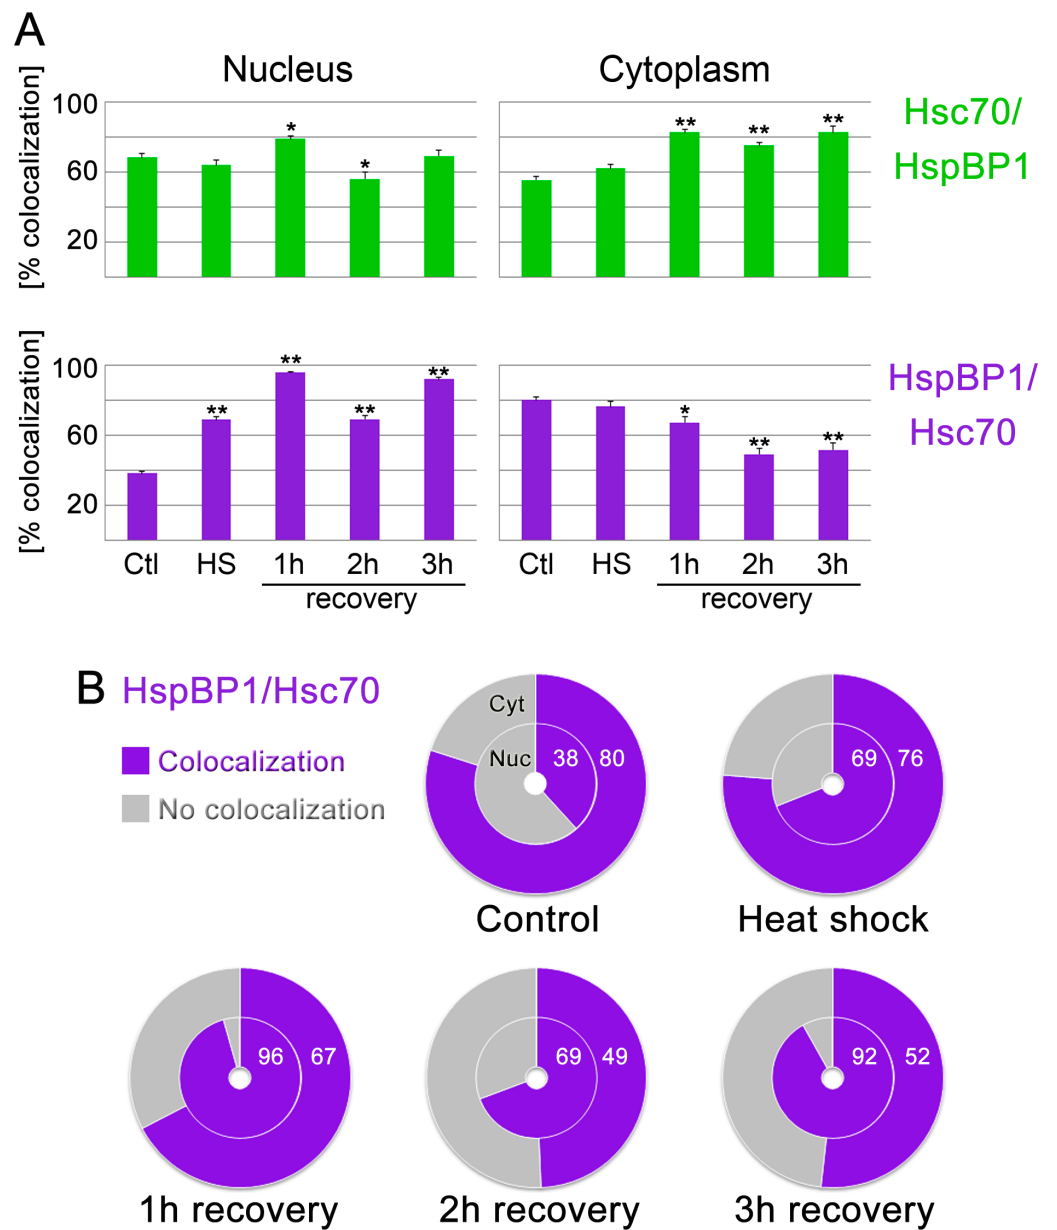 A
Nucleus
Cytoplasm
[% colocalization]
100
60
20
*
*
**
**
**
Hsc70/
HspBP1
[% colocalization]
100
60
20
**
**
**
**
*
**
**
HspBP1/
Hsc70
Ctl HS 1h 2h 3h
recovery
Ctl HS 1h 2h 3h
recovery
B HspBP1/Hsc70
Colocalization
No colocalization
Cyt
Nuc 38 80
Control
69 76
Heat shock
96 67
1h recovery
69 49
2h recovery
92 52
3h recovery